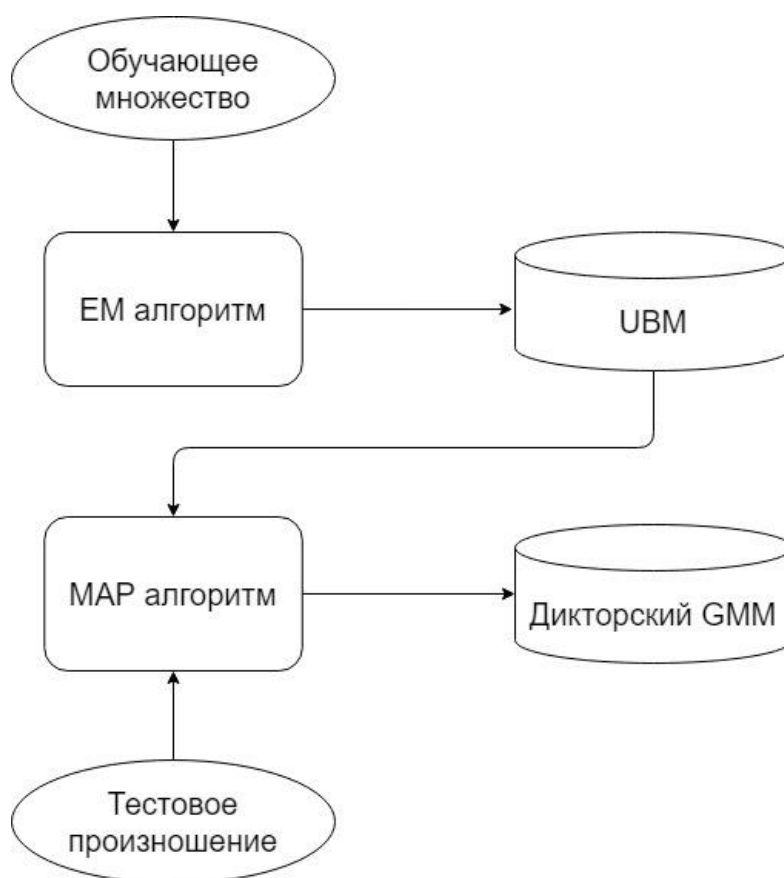 Обучающее
множество
EM алгоритм
UBM
MAP алгоритм
Дикторский GMM
Тестовое
произношение